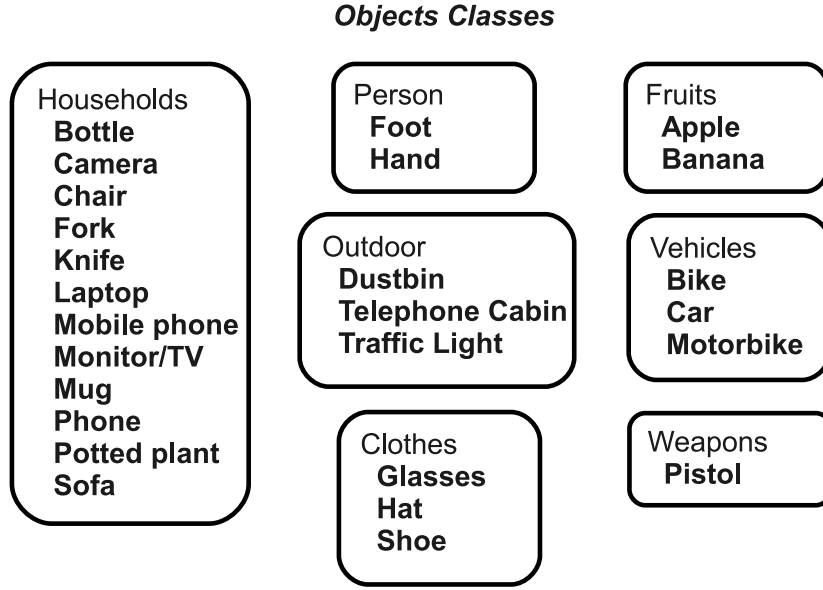 Objects Classes
Households
Bottle
Camera
Chair
Fork
Knife
Laptop
Mobile phone
Monitor/TV
Mug
Phone
Potted plant
Sofa
Person
Foot
Hand
Outdoor
Dustbin
Telephone Cabin
Traffic Light
Clothes
Glasses
Hat
Shoe
Fruits
Apple
Banana
Vehicles
Bike
Car
Motorbike
Weapons
Pistol